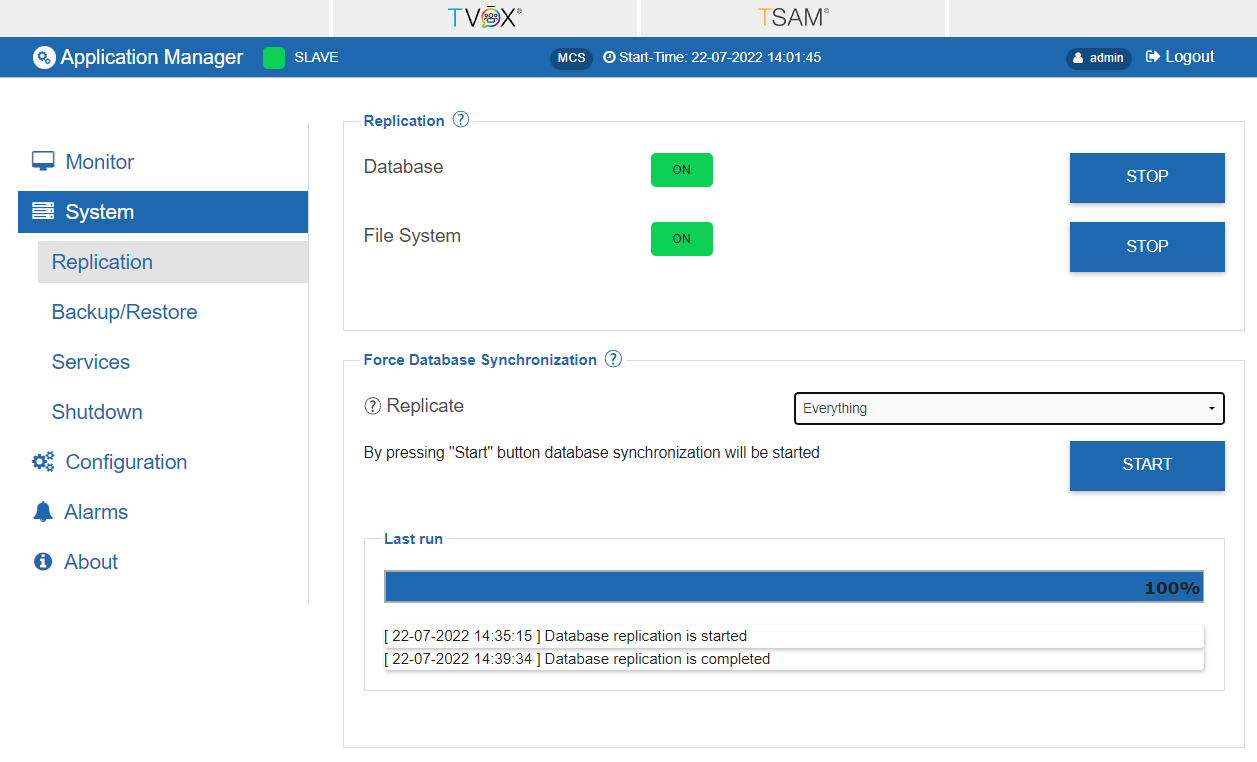 TVOX®
TSAM®
Application Manager
SLAVE
MCS
Start-Time: 22-07-2022 14:01:45
admin
Logout
Monitor
System
Replication
Backup/Restore
Services
Shutdown
Configuration
Alarms
About
Replication ?
Database
ON
STOP
File System
ON
STOP
Force Database Synchronization ?
? Replicate
Everything
By pressing "Start" button database synchronization will be started
START
Last run
100%
[ 22-07-2022 14:35:15 ] Database replication is started
[ 22-07-2022 14:39:34 ] Database replication is completed